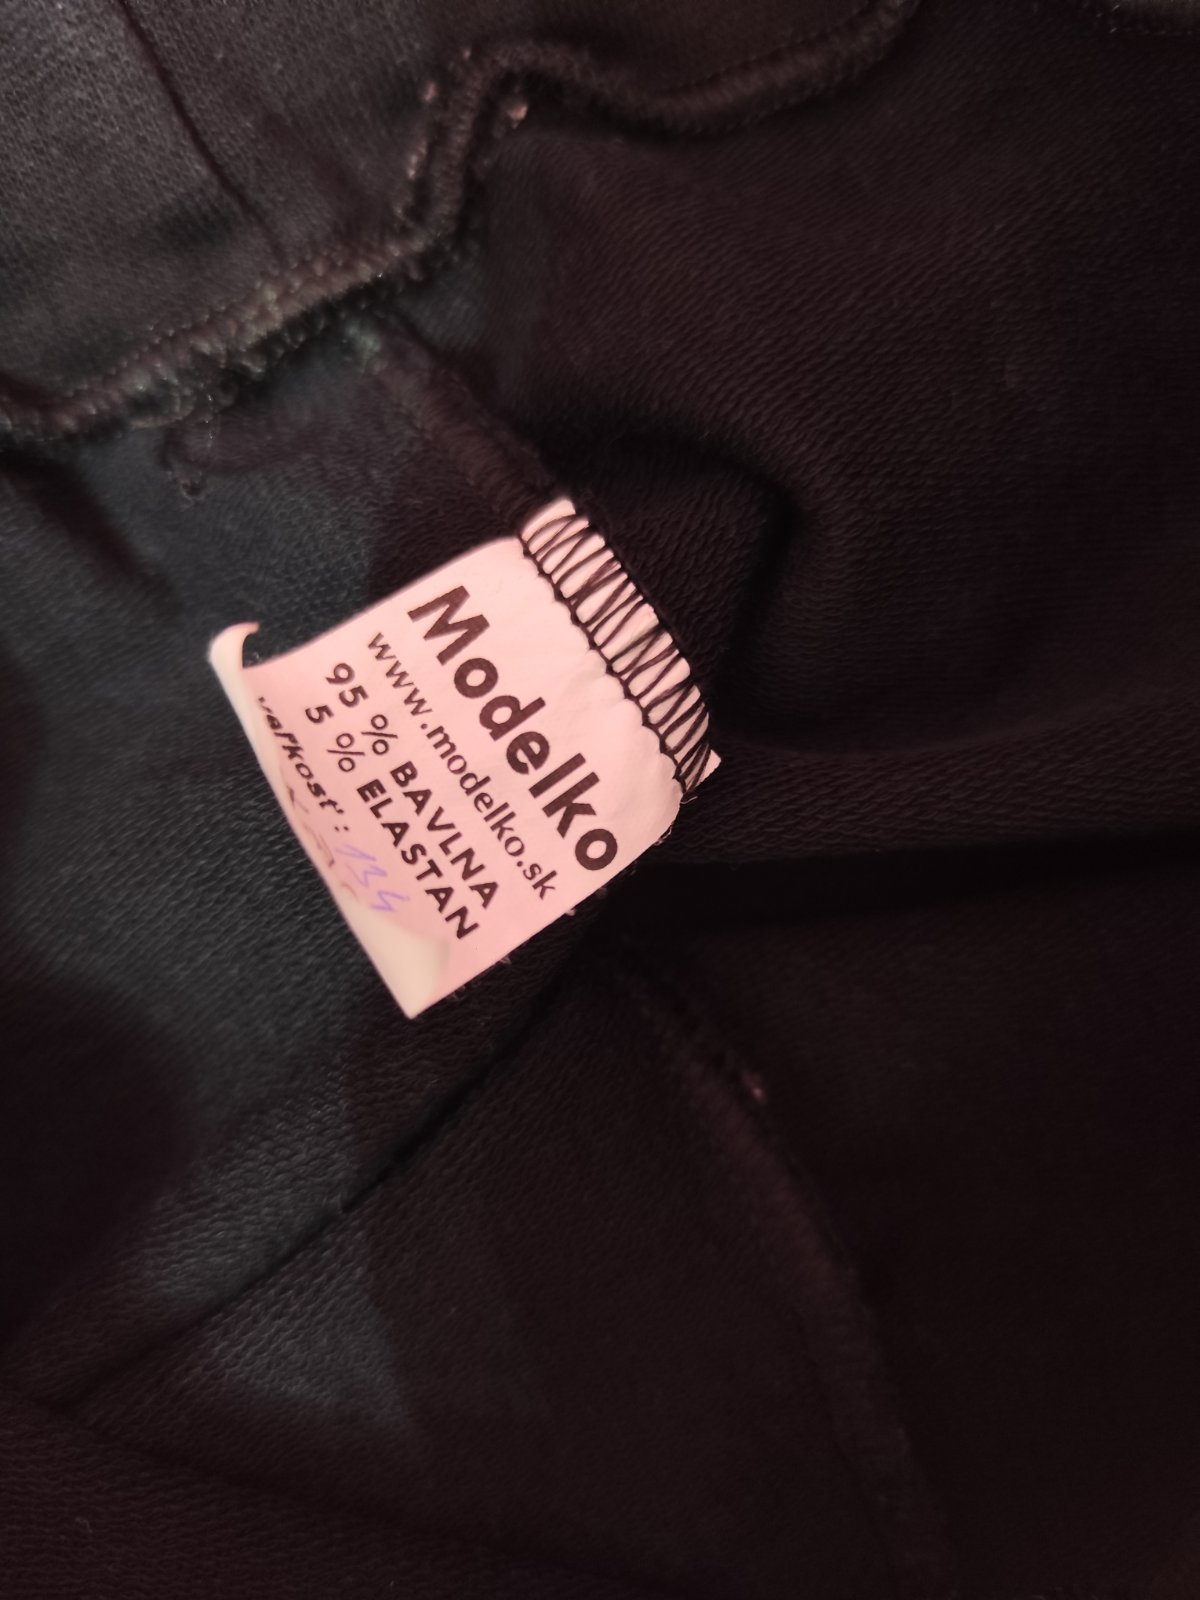 Modelko
www.modelko.sk
95 % BAVLNA
5 % ELASTAN
veľkosť : 134